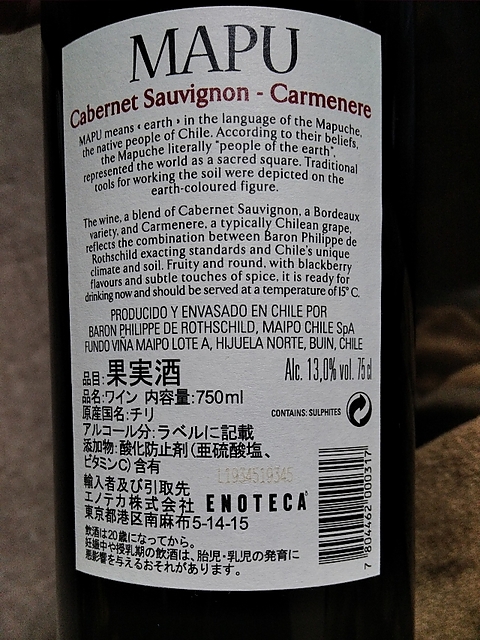 MAPU
Cabernet Sauvignon - Carmenere
MAPU means ‹ earth › in the language of the Mapuche,
the native people of Chile. According to their beliefs,
the Mapuche literally "people of the earth",
represented the world as a sacred square. Traditional
tools for working the soil were depicted on the
earth-coloured figure.
The wine, a blend of Cabernet Sauvignon, a Bordeaux
variety, and Carmenere, a typically Chilean grape,
reflects the combination between Baron Philippe de
Rothschild exacting standards and Chile's unique
climate and soil. Fruity and round, with blackberry
flavours and subtle touches of spice, it is ready for
drinking now and should be served at a temperature of 15° C.
PRODUCIDO Y ENVASADO EN CHILE POR
BARON PHILIPPE DE ROTHSCHILD, MAIPO CHILE SpA
FUNDO VIÑA MAIPO LOTE A, HIJUELA NORTE, BUIN, CHILE
品目:果実酒
Alc. 13,0% vol. 75 cl
品名:ワイン 内容量:750ml
原産国名:チリ
CONTAINS: SULPHITES
アルコール分:ラベルに記載
添加物:酸化防止剤(亜硫酸塩、
ビタミンC)含有
L1934519345
輸入者及び引取先
エノテカ株式会社 ENOTECA®
東京都港区南麻布5-14-15
飲酒は20歳になってから。
妊娠中や授乳期の飲酒は、胎児・乳児の発育に
悪影響を与えるおそれがあります。
7 804462 000317